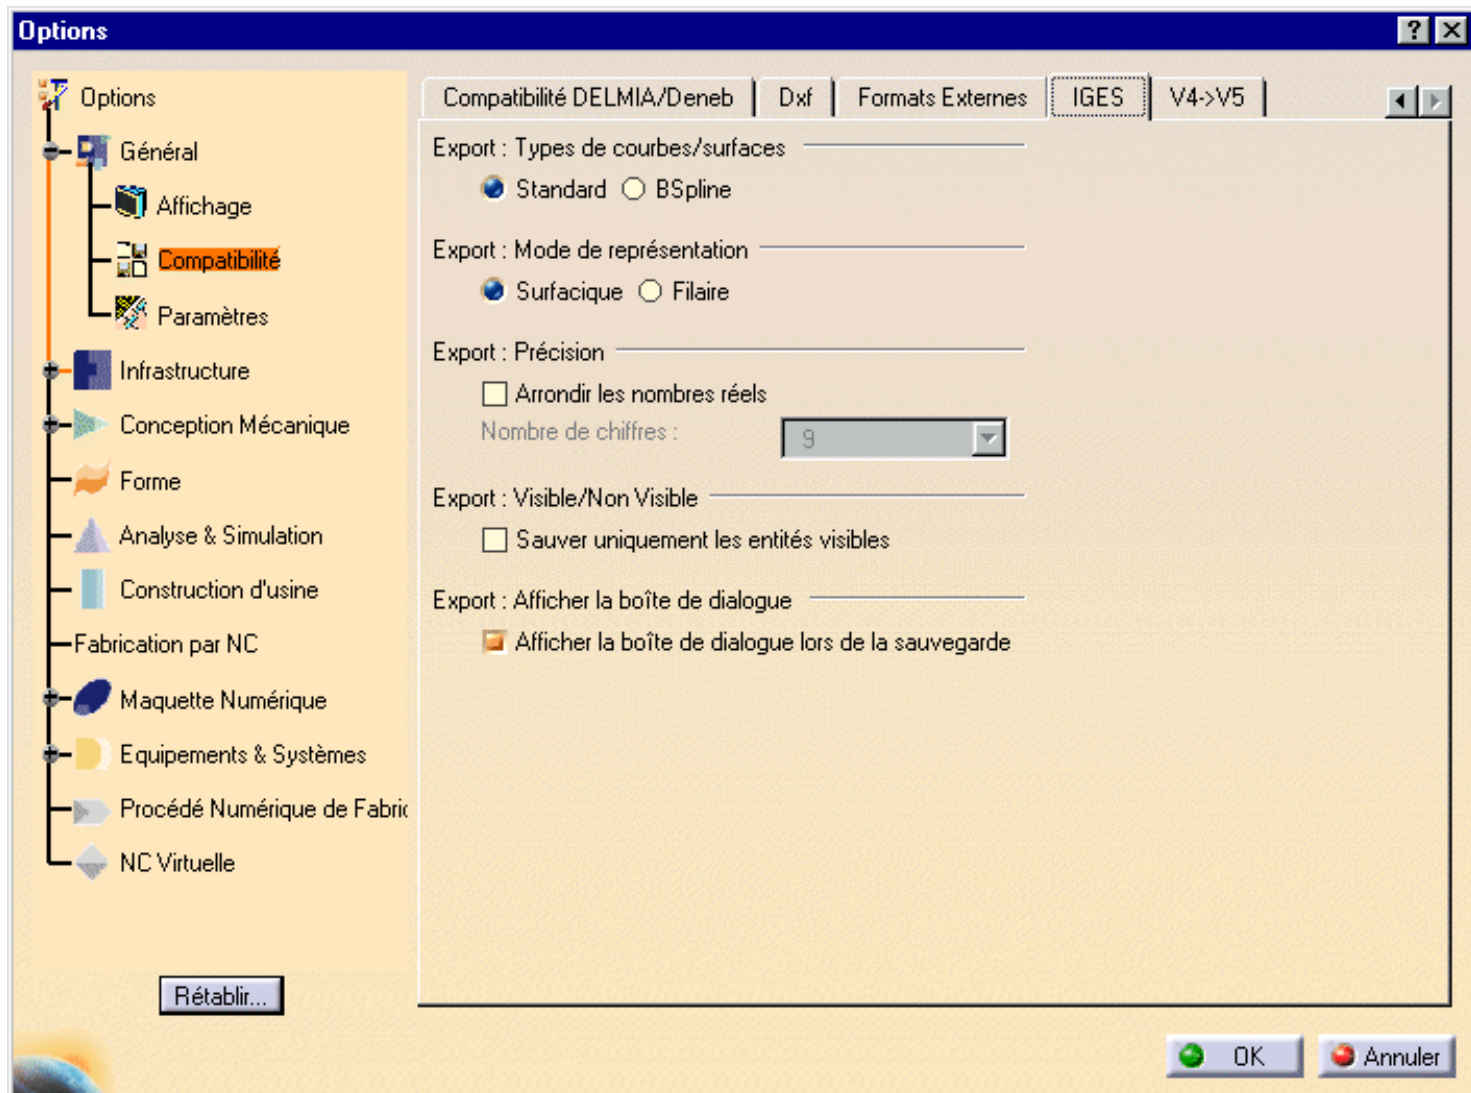 Options
Options
Général
Affichage
Compatibilité
Paramètres
Infrastructure
Conception Mécanique
Forme
Analyse & Simulation
Construction d'usine
Fabrication par NC
Maquette Numérique
Equipements & Systèmes
Procédé Numérique de Fabric
NC Virtuelle
Rétablir...
Compatibilité DELMIA/Deneb Dxf Formats Externes IGES V4->V5
Export : Types de courbes/surfaces
Standard BSpline
Export : Mode de représentation
Surfacique Filaire
Export : Précision
Arrondir les nombres réels
Nombre de chiffres : 9
Export : Visible/Non Visible
Sauver uniquement les entités visibles
Export : Afficher la boîte de dialogue
Afficher la boîte de dialogue lors de la sauvegarde
OK Annuler